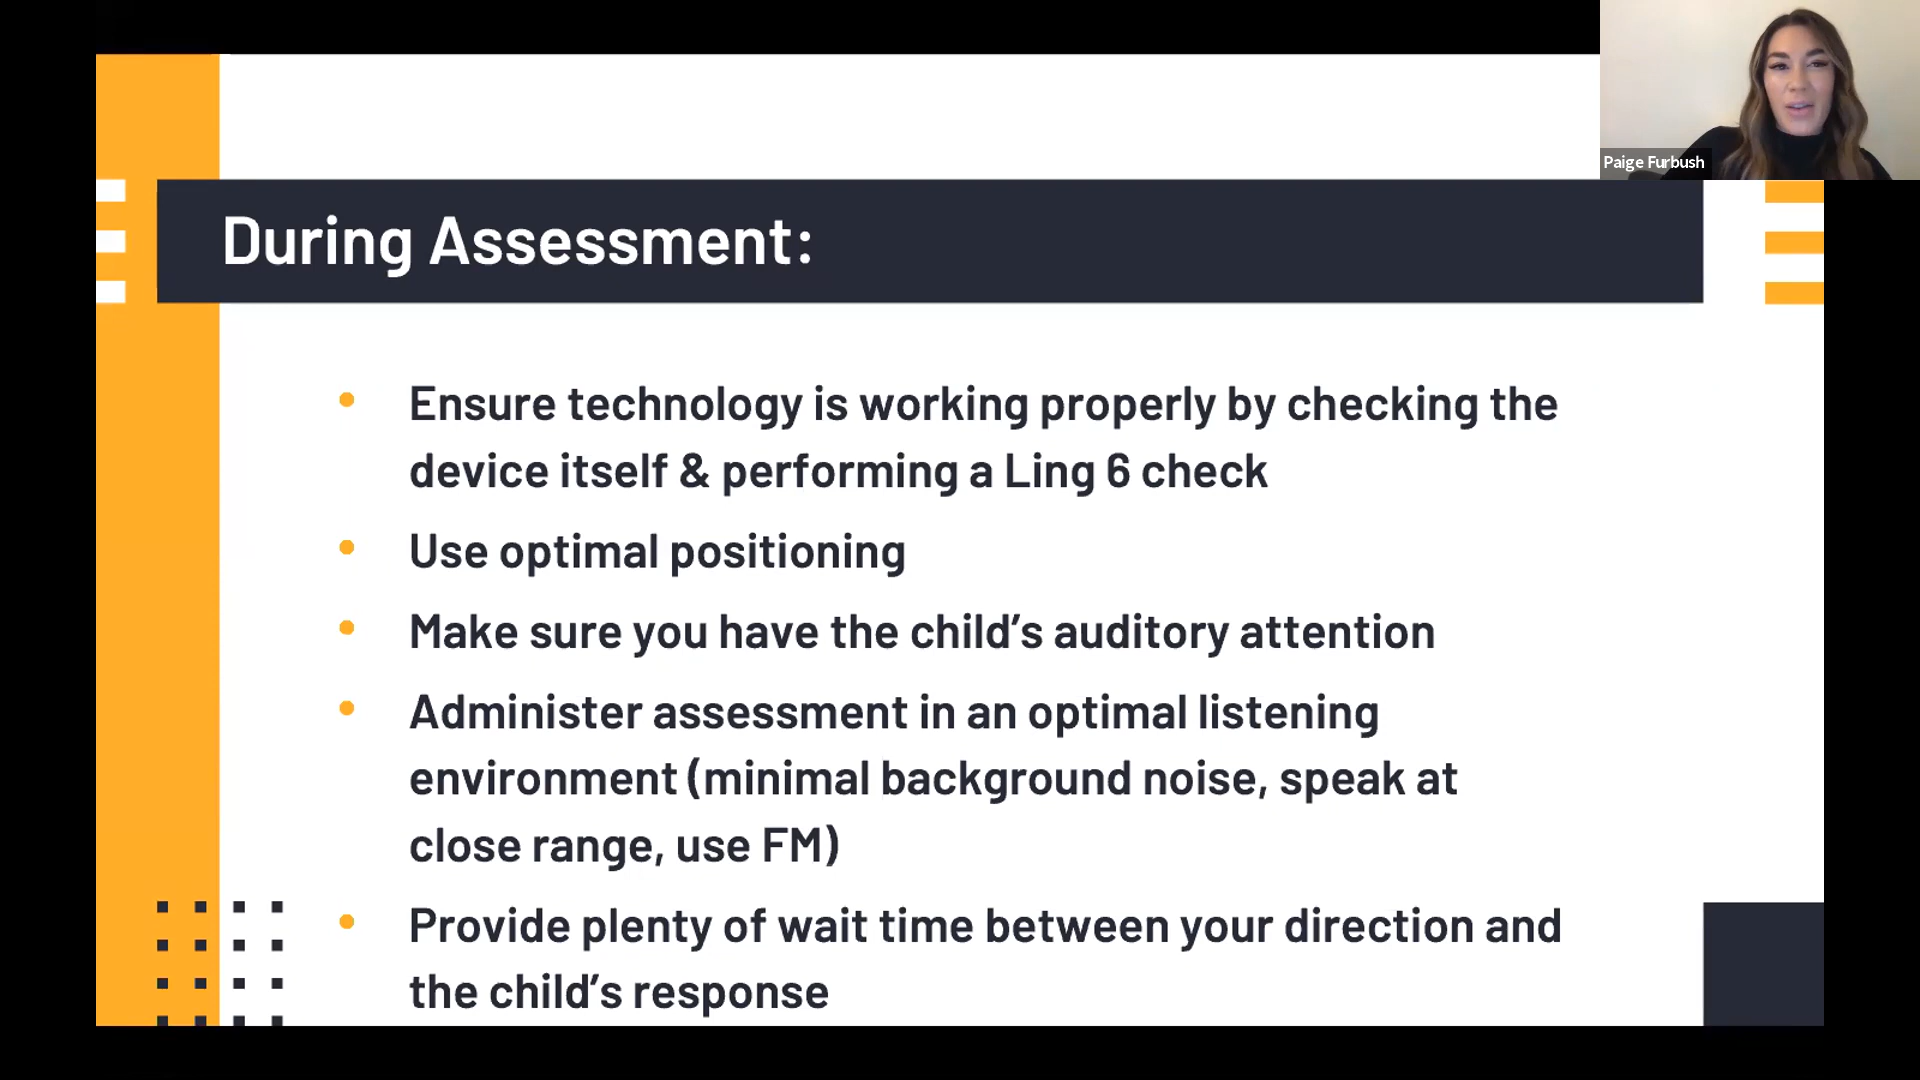 Paige Furbush
During Assessment:
• Ensure technology is working properly by checking the
device itself & performing a Ling 6 check
• Use optimal positioning
• Make sure you have the child’s auditory attention
• Administer assessment in an optimal listening
environment (minimal background noise, speak at
close range, use FM)
• Provide plenty of wait time between your direction and
the child’s response